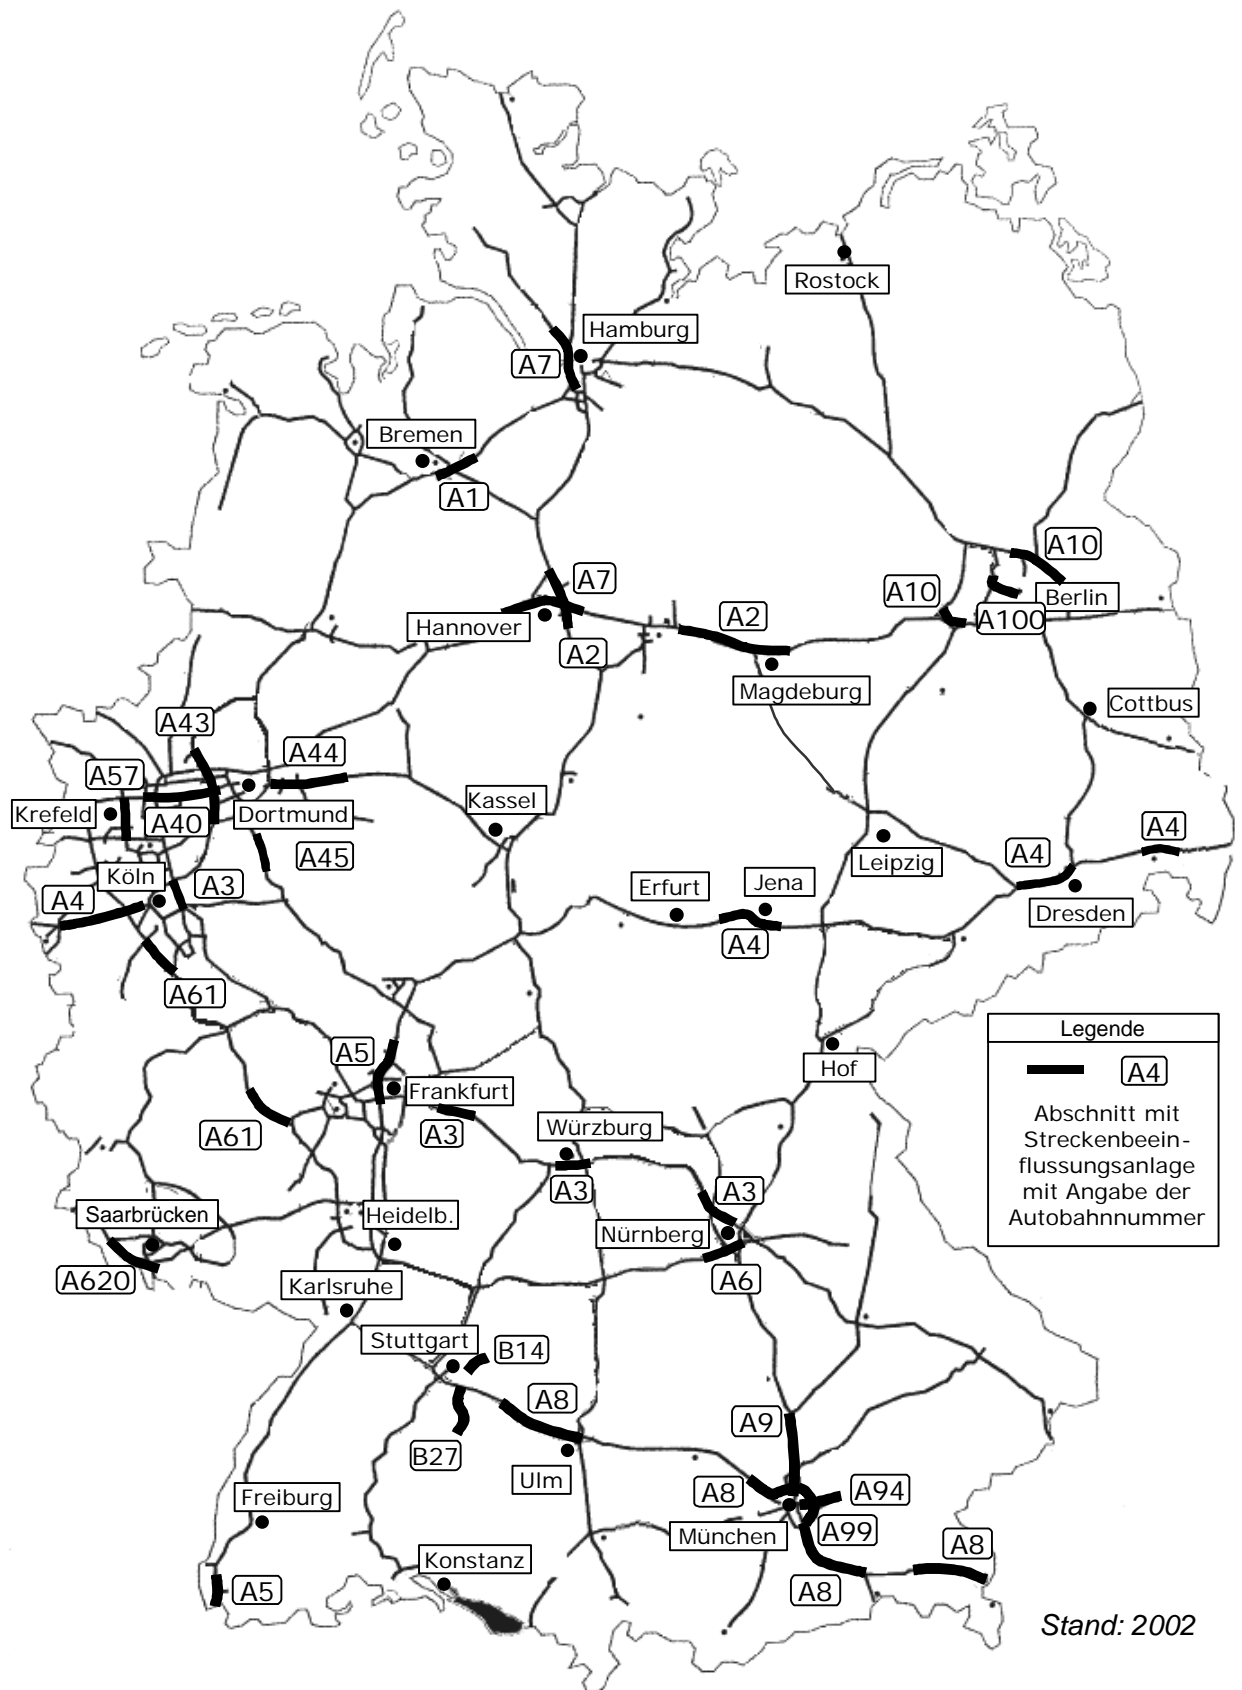 Rostock
Hamburg
A7
Bremen
A1
A10
A7
A10
Berlin
A2
A100
Hannover
A2
Magdeburg
Cottbus
A43
A44
A57
Kassel
Krefeld
A40
Dortmund
A4
A45
Leipzig
A4
Köln
A3
Erfurt
Jena
A4
Dresden
A4
A61
Legende
A5
Hof
A4
Frankfurt
Abschnitt mit
Streckenbeein-
flussungsanlage
mit Angabe der
Autobahnnummer
A61
A3
Würzburg
A3
A3
Saarbrücken
Heidelb.
Nürnberg
A620
Karlsruhe
A6
Stuttgart
B14
A8
A9
B27
Ulm
A8
A94
Freiburg
München
A99
Konstanz
A8
A5
A8
Stand: 2002